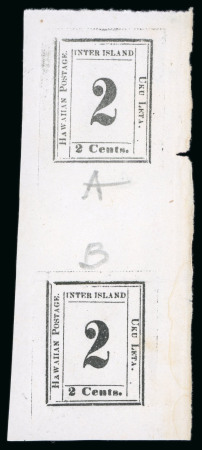 INTER ISLAND
HAWAIIAN POSTAGE.
2
UKU LETA.
2 Cents.
A
B
INTER ISLAND
HAWAIIAN POSTAGE.
2
UKU LETA.
2 Cents.